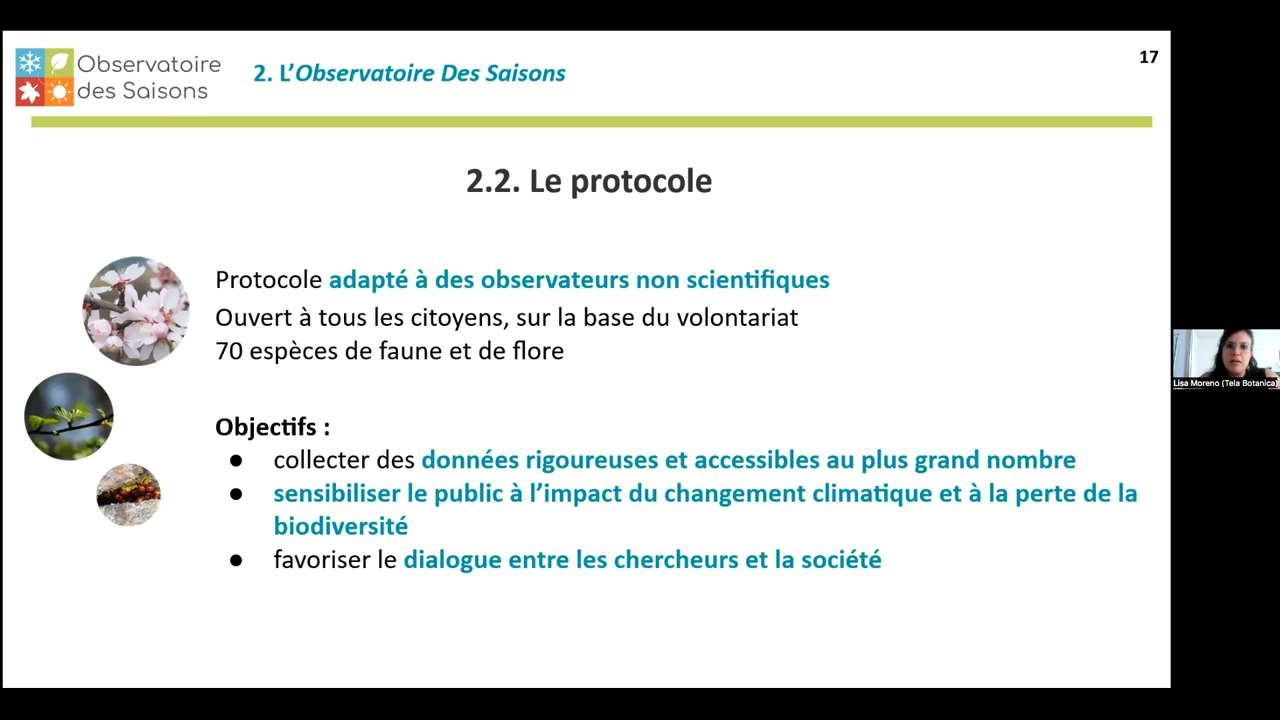 Observatoire
des Saisons
2. L’Observatoire Des Saisons
17
2.2. Le protocole
Protocole adapté à des observateurs non scientifiques
Ouvert à tous les citoyens, sur la base du volontariat
70 espèces de faune et de flore
Objectifs :
● collecter des données rigoureuses et accessibles au plus grand nombre
● sensibiliser le public à l’impact du changement climatique et à la perte de la
biodiversité
● favoriser le dialogue entre les chercheurs et la société
Lisa Moreno (Tela Botanica)